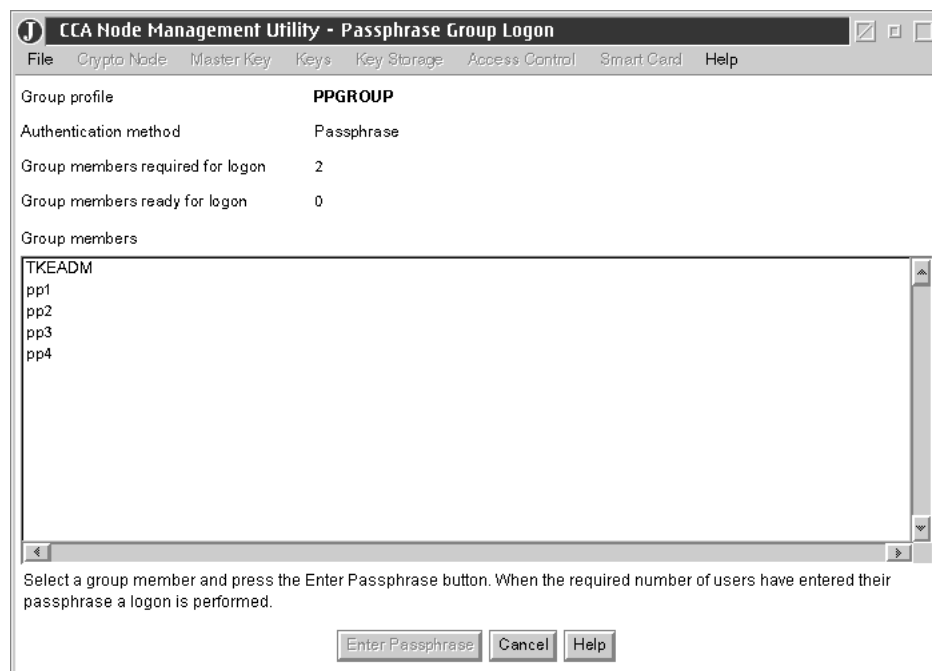 J CCA Node Management Utility - Passphrase Group Logon
File Crypto Node Master Key Keys Key Storage Access Control Smart Card Help
Group profile PPGROUP
Authentication method Passphrase
Group members required for logon 2
Group members ready for logon 0
Group members
TKEADM
pp1
pp2
pp3
pp4
Select a group member and press the Enter Passphrase button. When the required number of users have entered their
passphrase a logon is performed.
Enter Passphrase Cancel Help